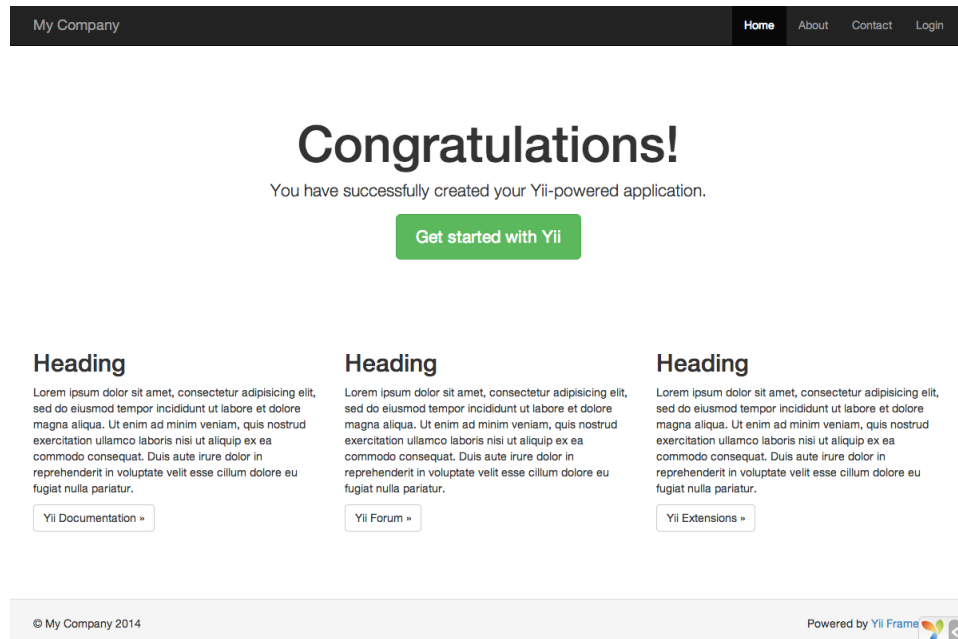 My Company
Home About Contact Login
Congratulations!
You have successfully created your Yii-powered application.
Get started with Yii
Heading
Lorem ipsum dolor sit amet, consectetur adipisicing elit,
sed do eiusmod tempor incididunt ut labore et dolore
magna aliqua. Ut enim ad minim veniam, quis nostrud
exercitation ullamco laboris nisi ut aliquip ex ea
commodo consequat. Duis aute irure dolor in
reprehenderit in voluptate velit esse cillum dolore eu
fugiat nulla pariatur.
Yii Documentation »
Heading
Lorem ipsum dolor sit amet, consectetur adipisicing elit,
sed do eiusmod tempor incididunt ut labore et dolore
magna aliqua. Ut enim ad minim veniam, quis nostrud
exercitation ullamco laboris nisi ut aliquip ex ea
commodo consequat. Duis aute irure dolor in
reprehenderit in voluptate velit esse cillum dolore eu
fugiat nulla pariatur.
Yii Forum »
Heading
Lorem ipsum dolor sit amet, consectetur adipisicing elit,
sed do eiusmod tempor incididunt ut labore et dolore
magna aliqua. Ut enim ad minim veniam, quis nostrud
exercitation ullamco laboris nisi ut aliquip ex ea
commodo consequat. Duis aute irure dolor in
reprehenderit in voluptate velit esse cillum dolore eu
fugiat nulla pariatur.
Yii Extensions »
© My Company 2014
Powered by Yii Frame